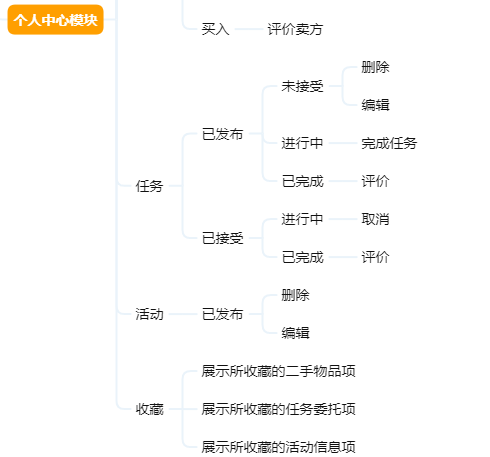 个人中心模块
买入
评价卖方
任务
已发布
未接受
删除
编辑
进行中
完成任务
已完成
评价
已接受
进行中
取消
已完成
评价
活动
已发布
删除
编辑
收藏
展示所收藏的二手物品项
展示所收藏的任务委托项
展示所收藏的活动信息项